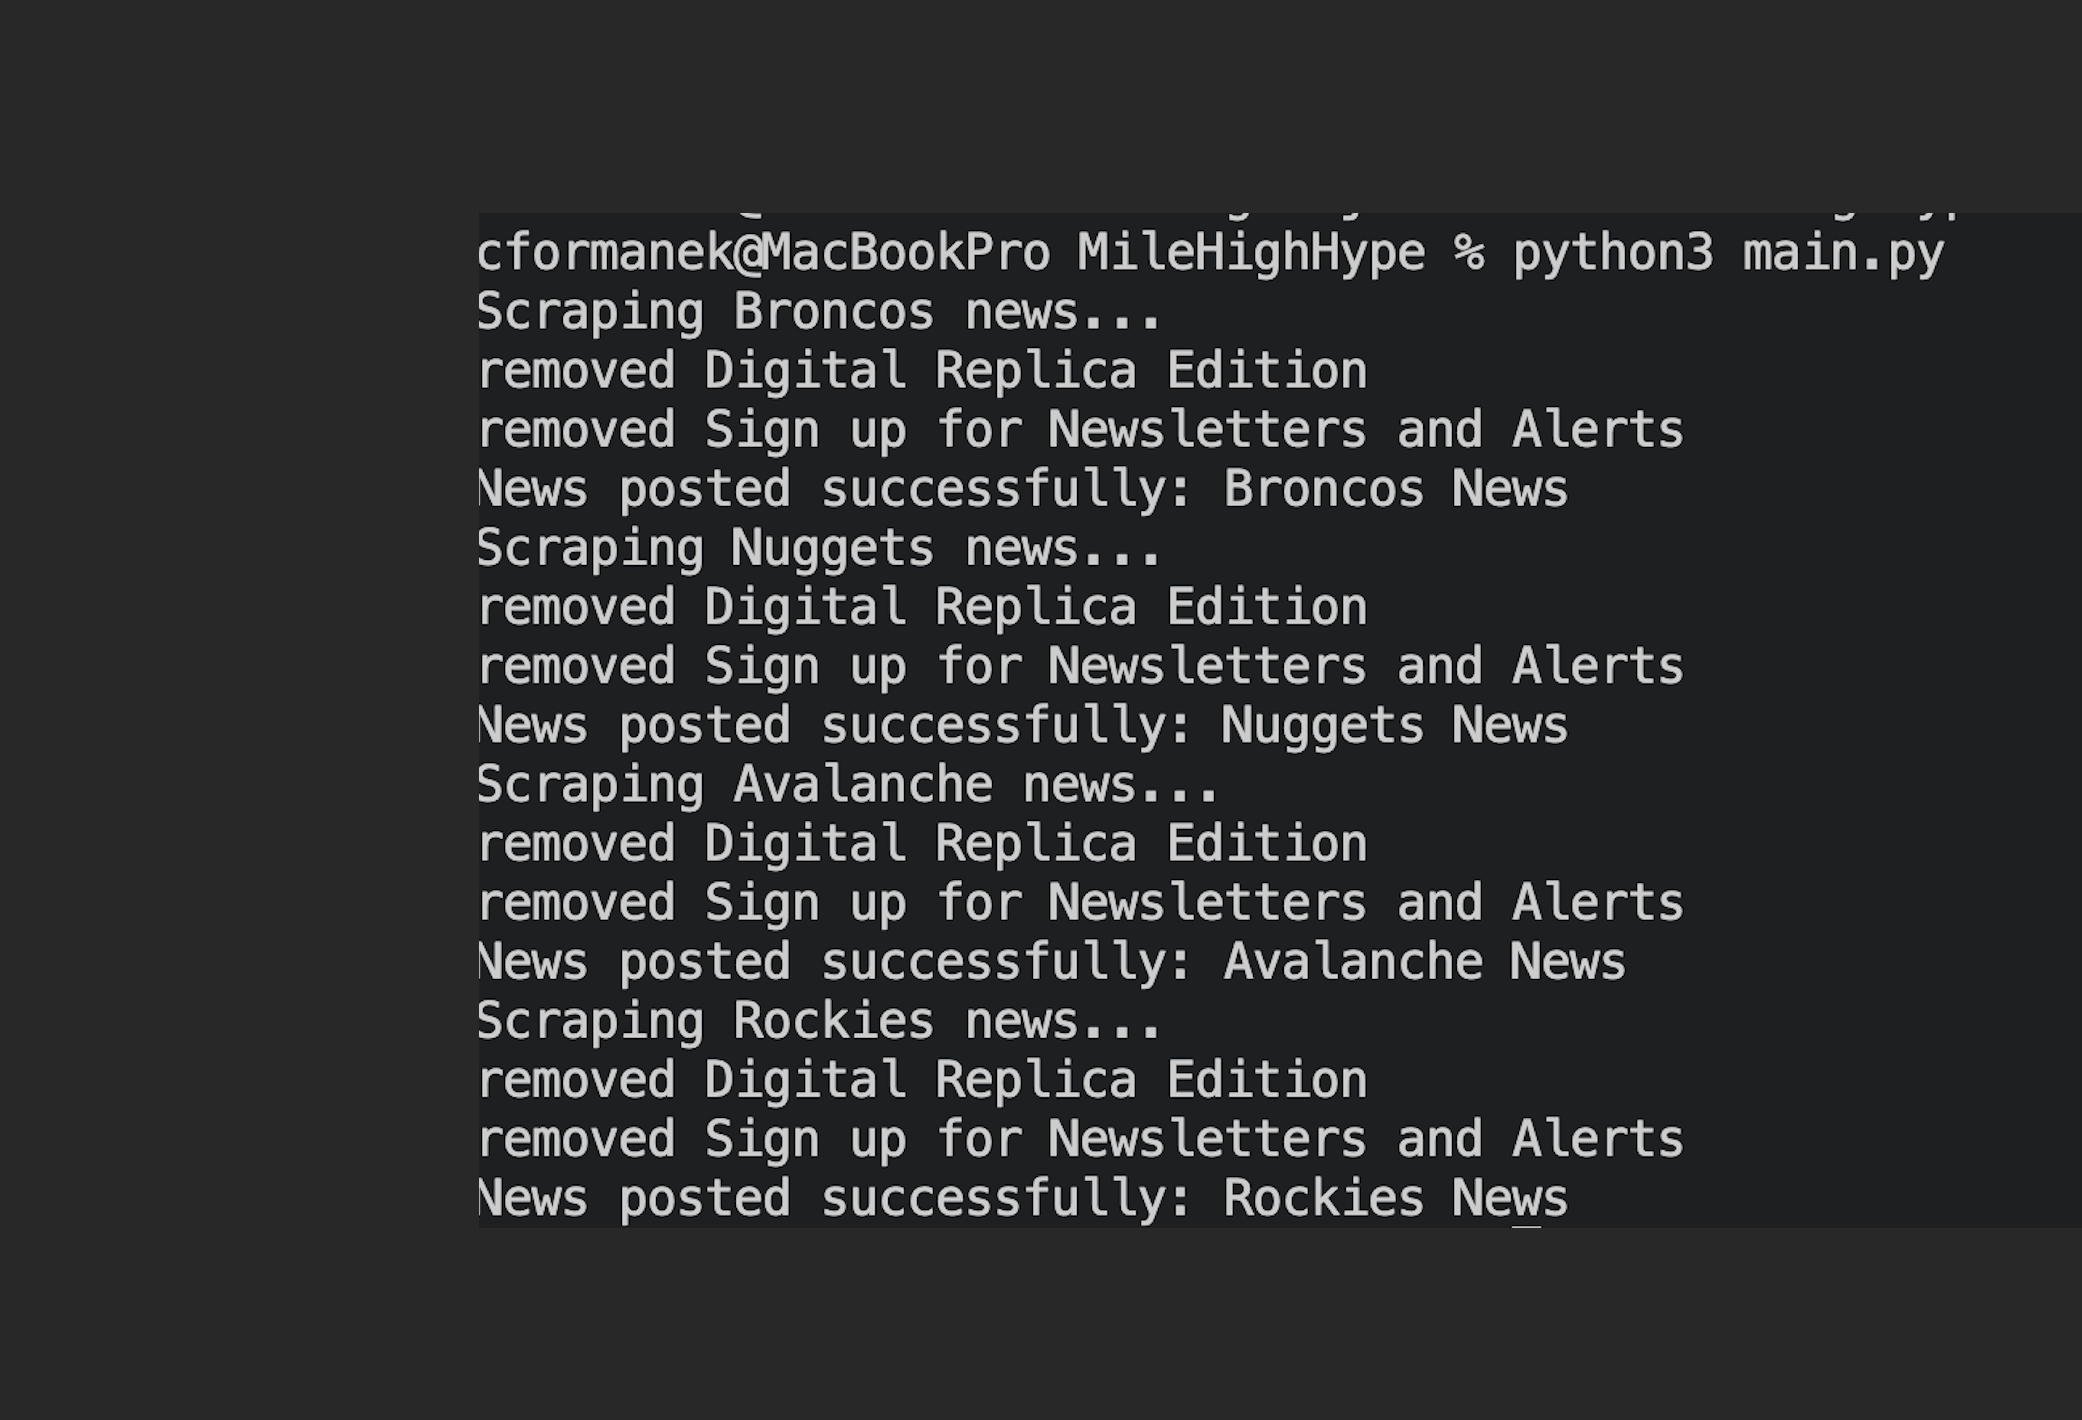 cformanek@MacBookPro MileHighHype % python3 main.py
Scraping Broncos news...
removed Digital Replica Edition
removed Sign up for Newsletters and Alerts
News posted successfully: Broncos News
Scraping Nuggets news...
removed Digital Replica Edition
removed Sign up for Newsletters and Alerts
News posted successfully: Nuggets News
Scraping Avalanche news...
removed Digital Replica Edition
removed Sign up for Newsletters and Alerts
News posted successfully: Avalanche News
Scraping Rockies news...
removed Digital Replica Edition
removed Sign up for Newsletters and Alerts
News posted successfully: Rockies News